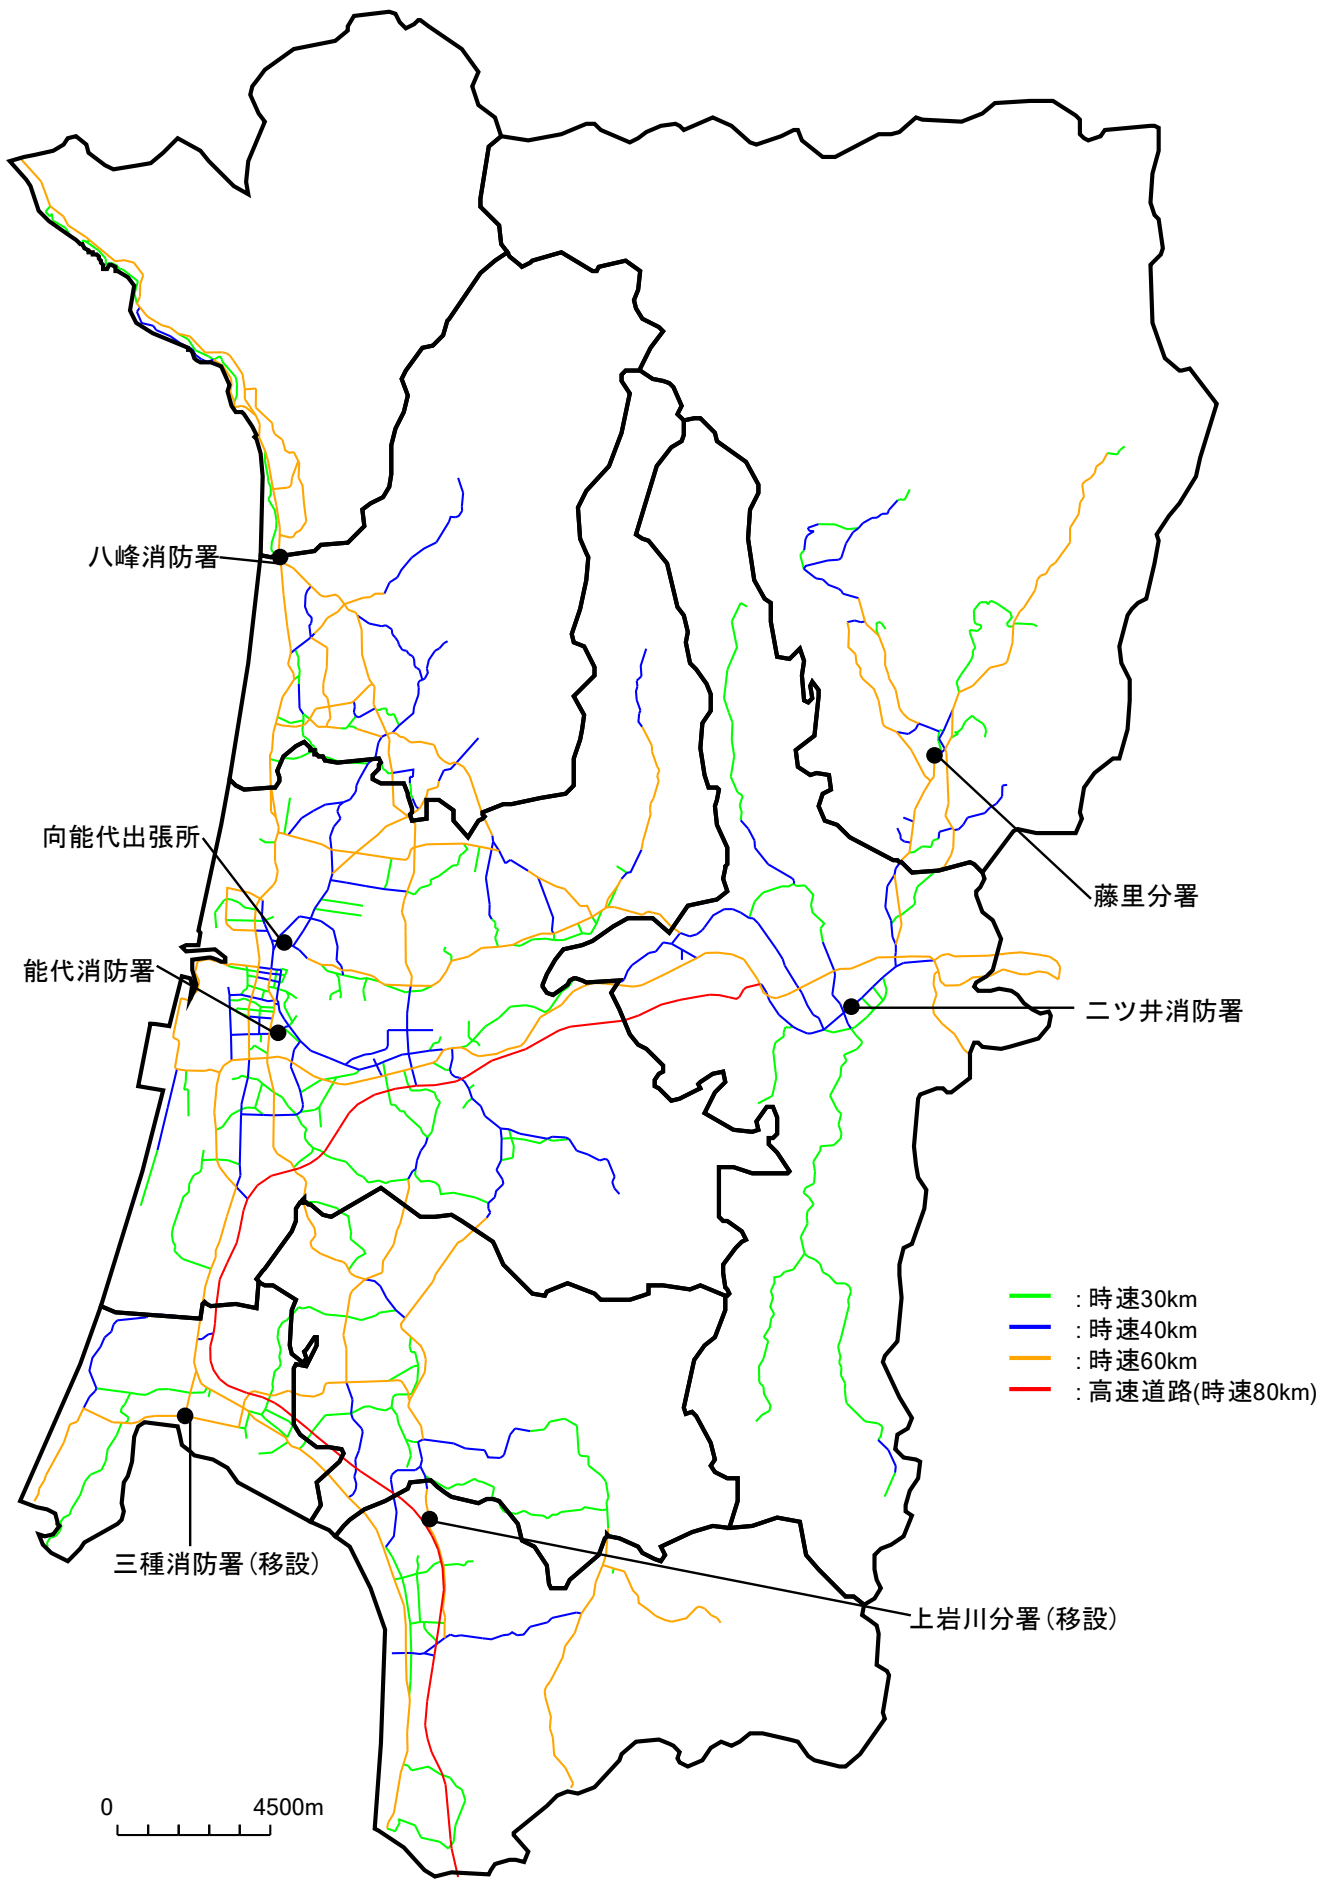 八峰消防署
向能代出張所
藤里分署
能代消防署
二ツ井消防署
：時速30km
：時速40km
：時速60km
：高速道路(時速80km)
三種消防署（移設）
上岩川分署（移設）
0 4500m